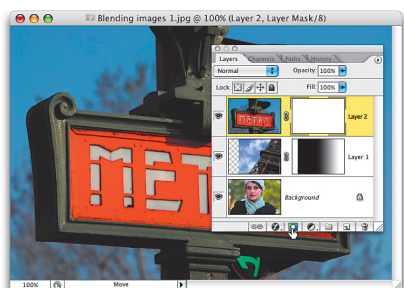 Blending images 1.jpg @ 100% (Layer 2, Layer Mask/8)
Layers Channels Paths History
Normal Opacity: 100%
Lock: Fill: 100%
Layer 2
Layer 1
Background
MET
100% Move